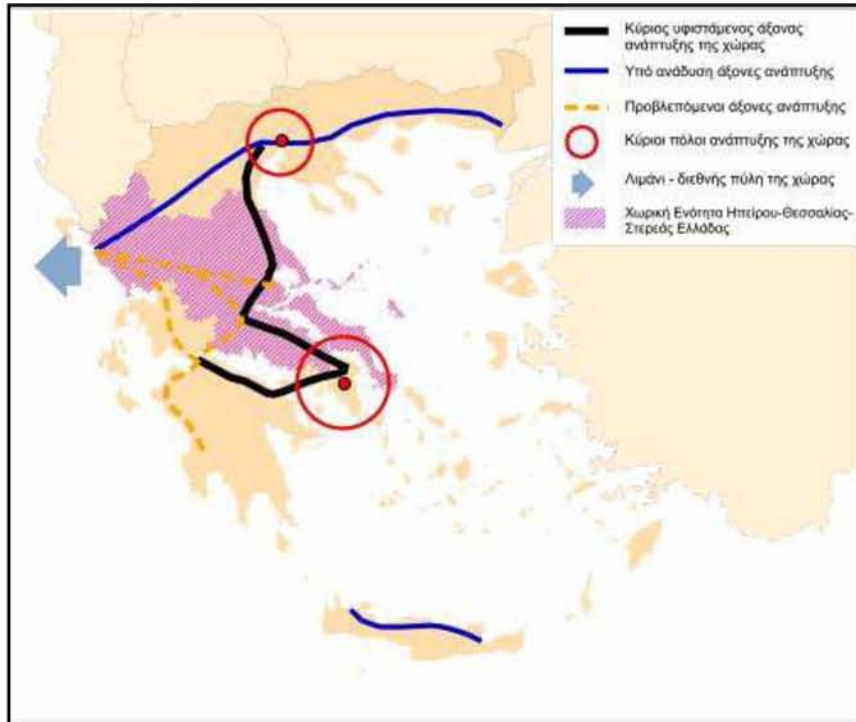 Κύριος υφιστάμενος άξονας
ανάπτυξης της χώρας
Υπό ανάδυση άξονες ανάπτυξης
Προβλεπόμενοι άξονες ανάπτυξης
Κύριοι πόλοι ανάπτυξης της χώρας
Λιμάνι - διεθνής πύλη της χώρας
Χωρική Ενότητα Ηπείρου-Θεσσαλίας-
Στερεάς Ελλάδας